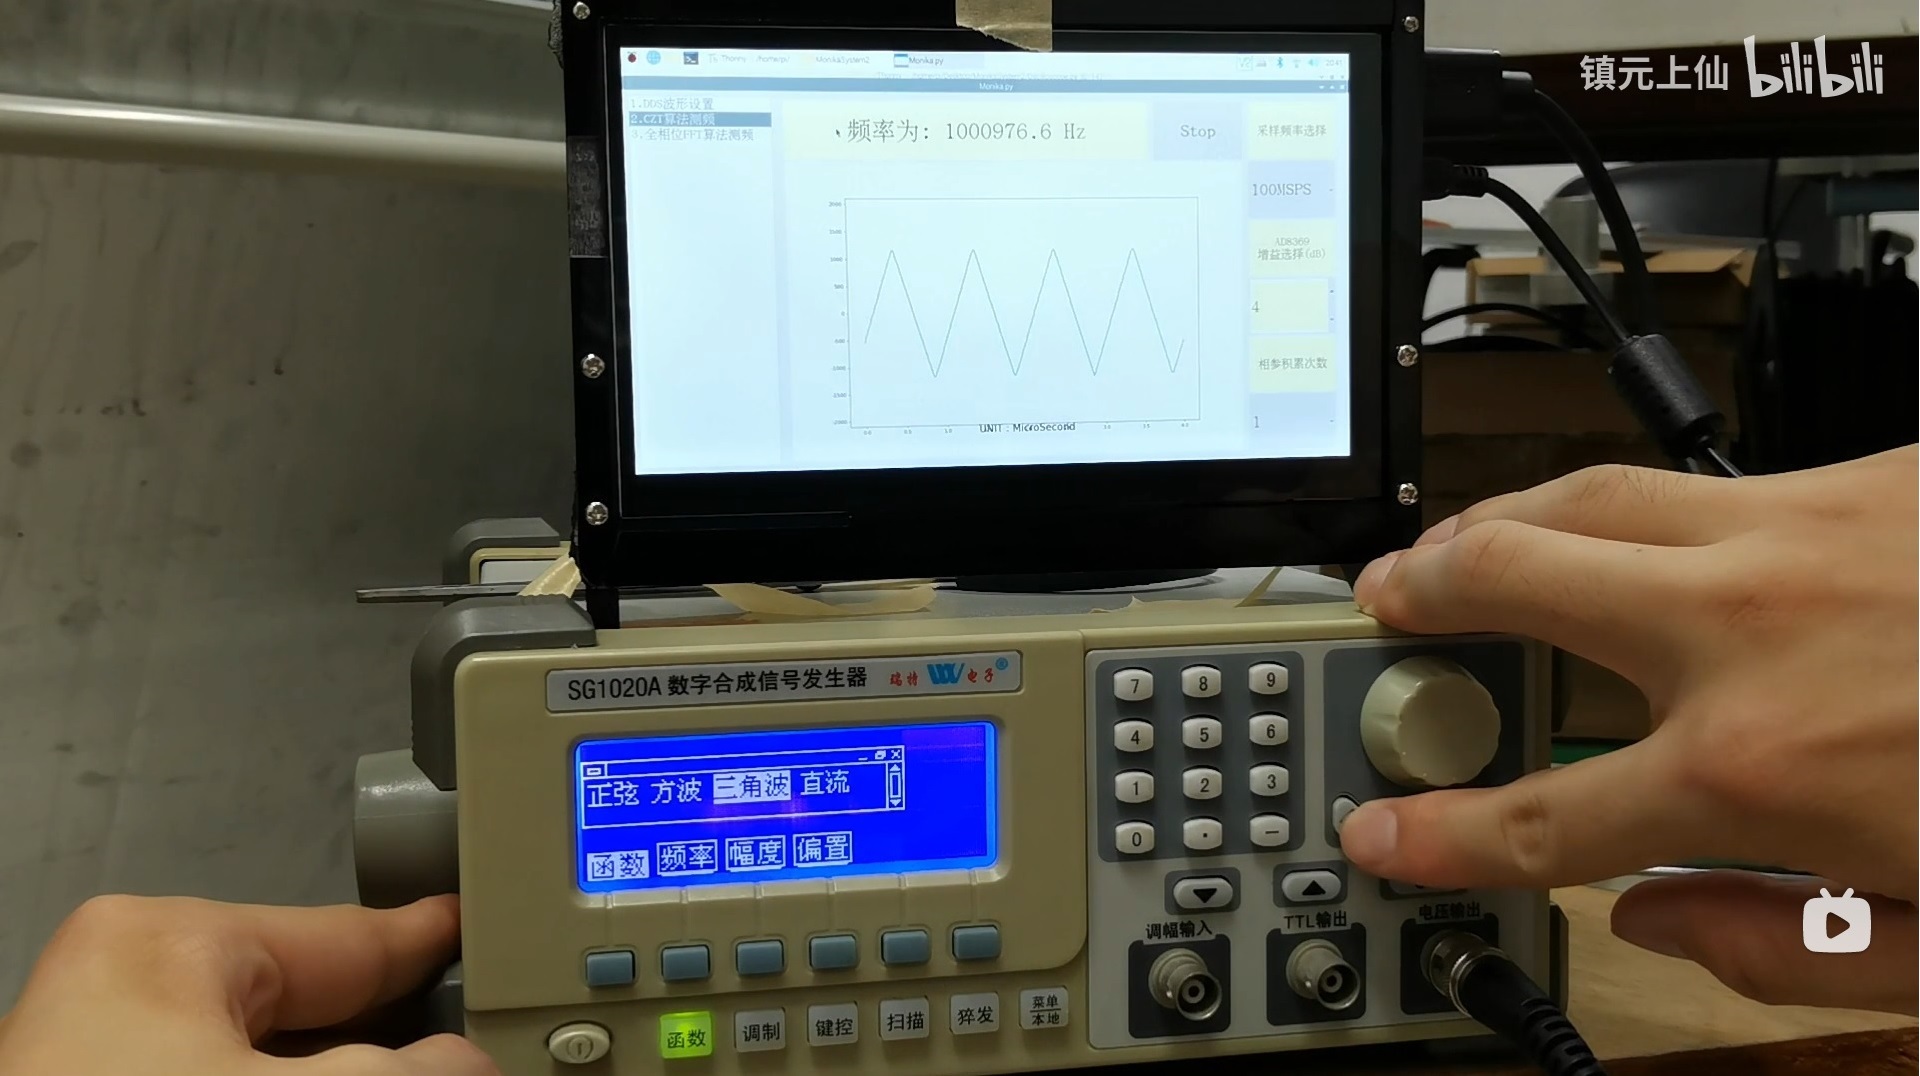 镇元上仙 bilibili
Monika.py
Monika.py
1.DDS波形设置
2.CZT算法测频
3.全相位FFT算法测频
频率为: 1000976.6 Hz
Stop
采样频率选择
100MSPS
AD8369
增益选择(dB)
4
相参积累次数
1
UNIT : MicroSecond
SG1020A 数字合成信号发生器 瑞特电子
正弦 方波 三角波 直流
函数 频率 幅度 偏置
7 8 9
4 5 6
1 2 3
0 . −
调幅输入 TTL输出 电压输出
函数 调制 键控 扫描 猝发 菜单
本地